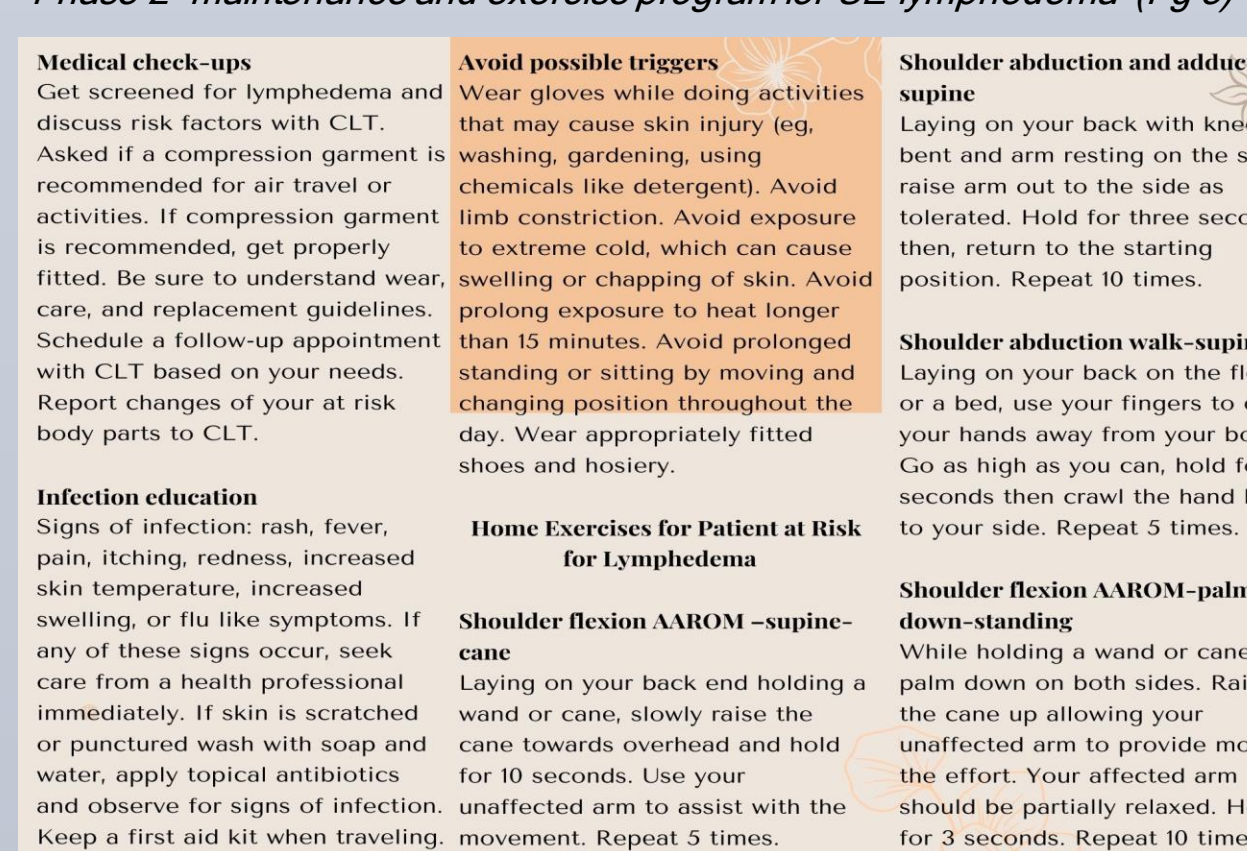 Phase 2- maintenance and exercise program for UE lymphedema (Pg 3)
Medical check-ups
Get screened for lymphedema and
discuss risk factors with CLT.
Asked if a compression garment is
recommended for air travel or
activities. If compression garment
is recommended, get properly
fitted. Be sure to understand wear,
care, and replacement guidelines.
Schedule a follow-up appointment
with CLT based on your needs.
Report changes of your at risk
body parts to CLT.
Infection education
Signs of infection: rash, fever,
pain, itching, redness, increased
skin temperature, increased
swelling, or flu like symptoms. If
any of these signs occur, seek
care from a health professional
immediately. If skin is scratched
or punctured wash with soap and
water, apply topical antibiotics
and observe for signs of infection.
Keep a first aid kit when traveling.
Avoid possible triggers
Wear gloves while doing activities
that may cause skin injury (eg,
washing, gardening, using
chemicals like detergent). Avoid
limb constriction. Avoid exposure
to extreme cold, which can cause
swelling or chapping of skin. Avoid
prolong exposure to heat longer
than 15 minutes. Avoid prolonged
standing or sitting by moving and
changing position throughout the
day. Wear appropriately fitted
shoes and hosiery.
Home Exercises for Patient at Risk
for Lymphedema
Shoulder flexion AAROM –supine-
cane
Laying on your back end holding a
wand or cane, slowly raise the
cane towards overhead and hold
for 10 seconds. Use your
unaffected arm to assist with the
movement. Repeat 5 times.
Shoulder abduction and
supine
Laying on your back with
bent and arm resting on the
raise arm out to the side as
tolerated. Hold for three
then, return to the starting
position. Repeat 10 times.
Shoulder abduction
Laying on your back on the
or a bed, use your fingers to
your hands away from your
Go as high as you can, hold
seconds then crawl the hand
to your side. Repeat 5 times.
Shoulder flexion
down-standing
While holding a wand or cane
palm down on both sides.
the cane up allowing your
unaffected arm to provide
the effort. Your affected arm
should be partially relaxed.
for 3 seconds. Repeat 10